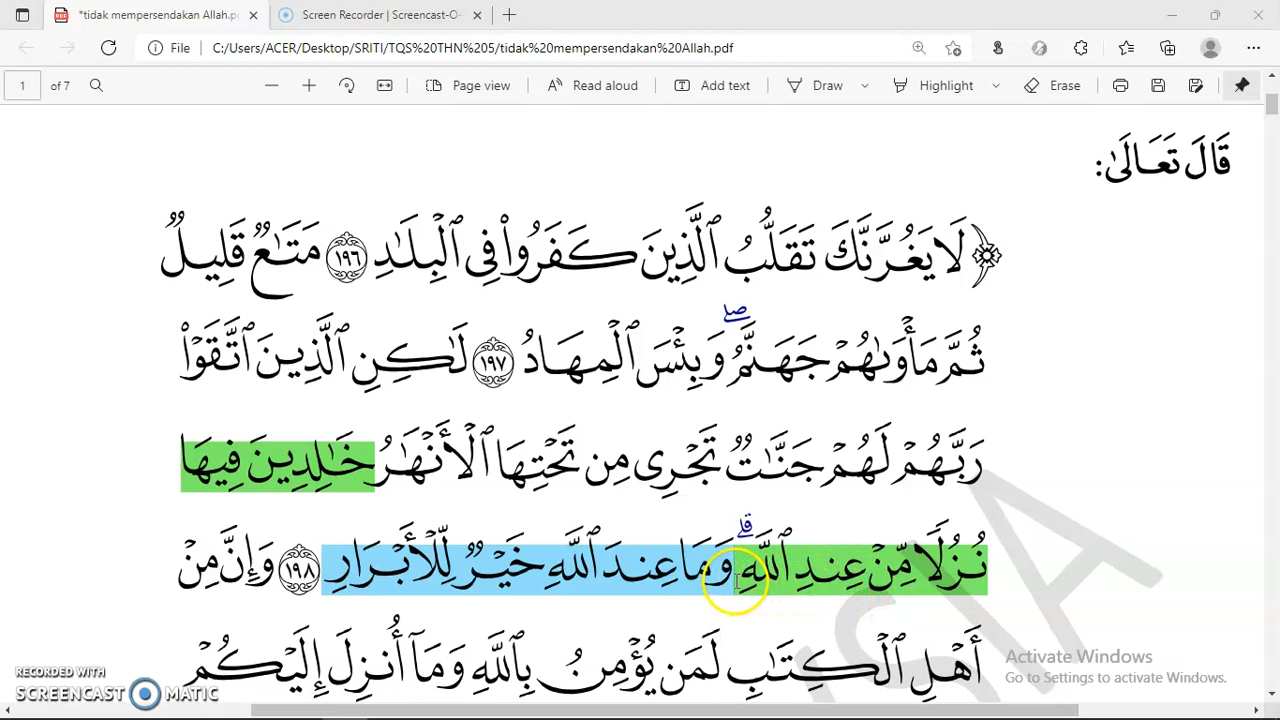 *tidak mempersendakan Allah.pd
Screen Recorder | Screencast-O-
File
C:/Users/ACER/Desktop/SRITI/TQS%20THN%205/tidak%20mempersendakan%20Allah.pdf
1 of 7
Page view
Read aloud
Add text
Draw
Highlight
Erase
قَالَ تَعَالَىٰ:
﴿لَا يَغُرَّنَّكَ تَقَلُّبُ ٱلَّذِينَ كَفَرُوا۟ فِى ٱلْبِلَـٰدِ ١٩٦ مَتَـٰعٌ قَلِيلٌ
ثُمَّ مَأْوَىٰهُمْ جَهَنَّمُ ۖ وَبِئْسَ ٱلْمِهَادُ ١٩٧ لَـٰكِنِ ٱلَّذِينَ ٱتَّقَوْا۟
رَبَّهُمْ لَهُمْ جَنَّـٰتٌ تَجْرِى مِن تَحْتِهَا ٱلْأَنْهَـٰرُ خَـٰلِدِينَ فِيهَا
نُزُلًا مِّنْ عِندِ ٱللَّهِ ۗ وَمَا عِندَ ٱللَّهِ خَيْرٌ لِّلْأَبْرَارِ ١٩٨ وَإِنَّ مِنْ
أَهْلِ ٱلْكِتَـٰبِ لَمَن يُؤْمِنُ بِٱللَّهِ وَمَآ أُنزِلَ إِلَيْكُمْ
Activate Windows
Go to Settings to activate Windows.
RECORDED WITH
SCREENCAST MATIC